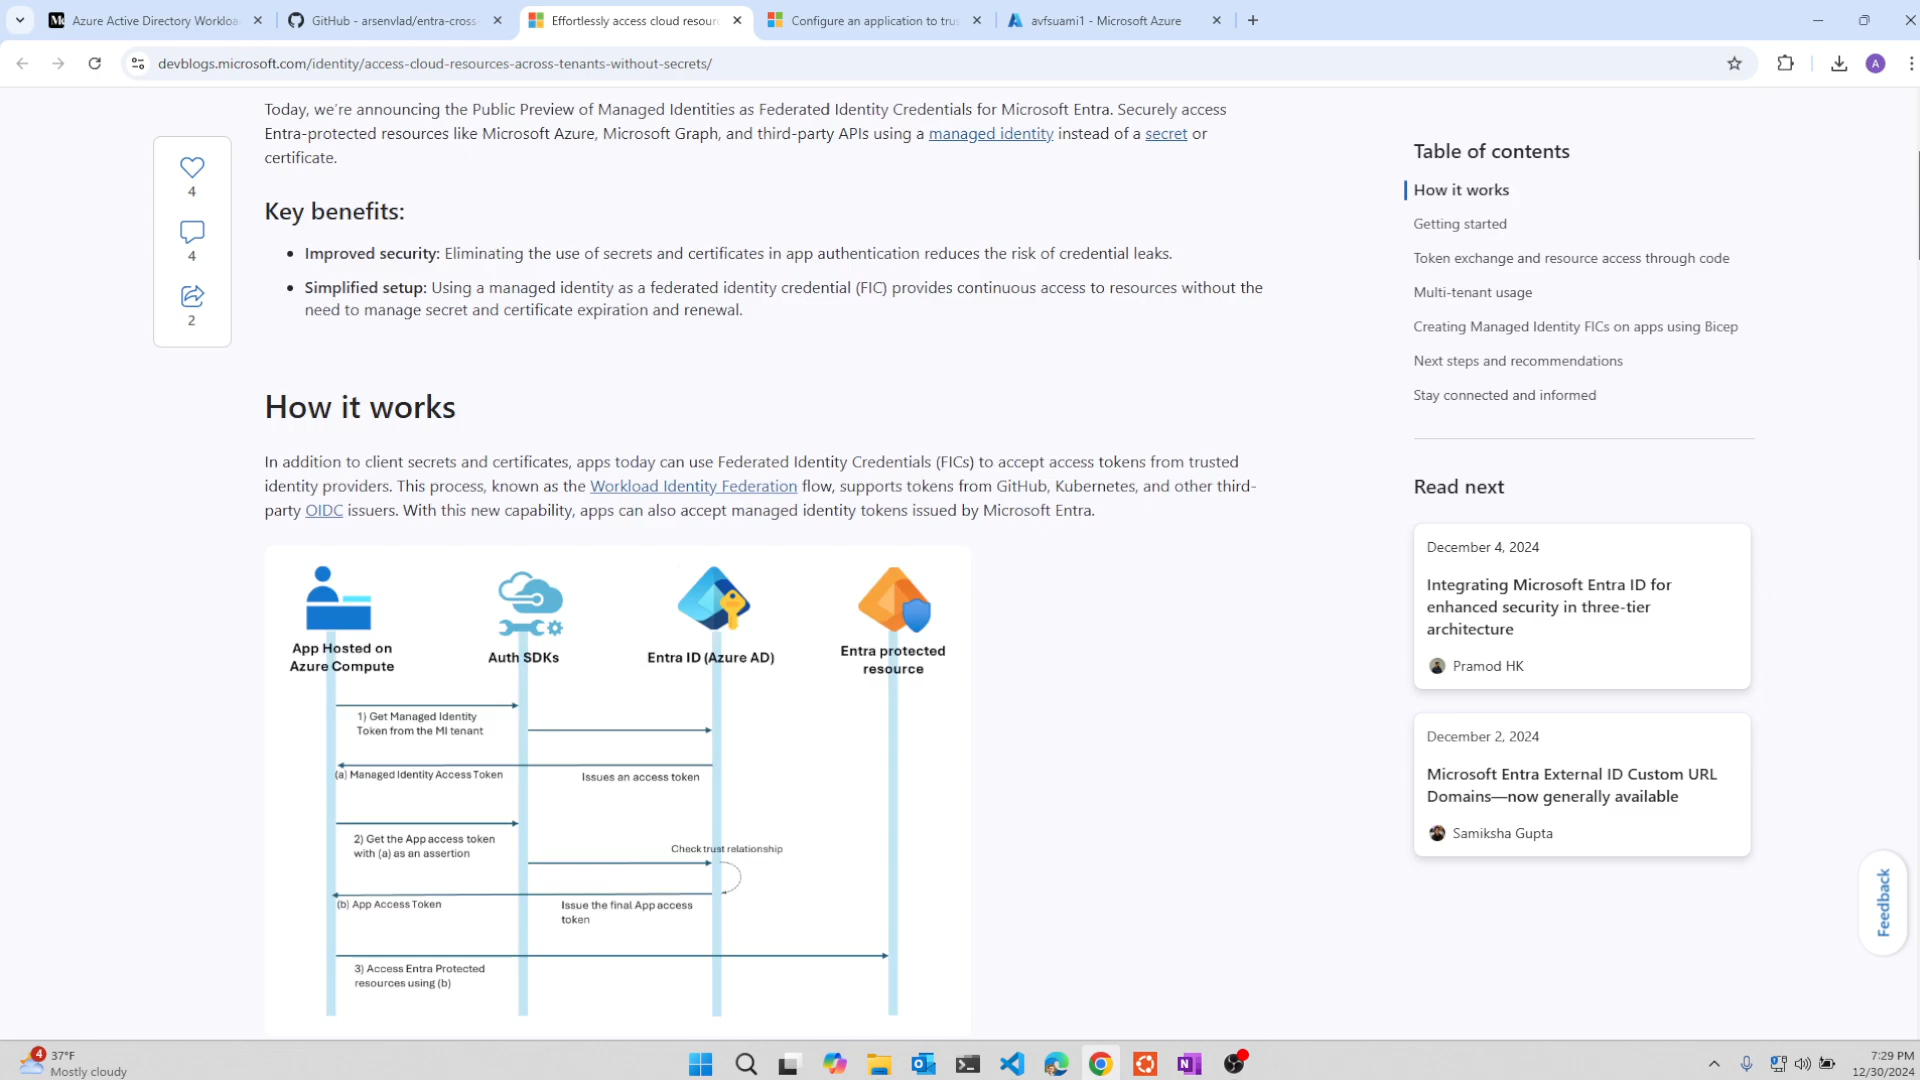 Azure Active Directory Workloa
GitHub - arsenvlad/entra-cross-
Effortlessly access cloud resour
Configure an application to trus
avfsuami1 - Microsoft Azure
devblogs.microsoft.com/identity/access-cloud-resources-across-tenants-without-secrets/
A
Today, we're announcing the Public Preview of Managed Identities as Federated Identity Credentials for Microsoft Entra. Securely access
Entra-protected resources like Microsoft Azure, Microsoft Graph, and third-party APIs using a managed identity instead of a secret or
certificate.
4
4
2
Key benefits:
• Improved security: Eliminating the use of secrets and certificates in app authentication reduces the risk of credential leaks.
• Simplified setup: Using a managed identity as a federated identity credential (FIC) provides continuous access to resources without the
need to manage secret and certificate expiration and renewal.
How it works
In addition to client secrets and certificates, apps today can use Federated Identity Credentials (FICs) to accept access tokens from trusted
identity providers. This process, known as the Workload Identity Federation flow, supports tokens from GitHub, Kubernetes, and other third-
party OIDC issuers. With this new capability, apps can also accept managed identity tokens issued by Microsoft Entra.
App Hosted on
Azure Compute
Auth SDKs
Entra ID (Azure AD)
Entra protected
resource
1) Get Managed Identity
Token from the MI tenant
(a) Managed Identity Access Token
Issues an access token
2) Get the App access token
with (a) as an assertion
Check trust relationship
(b) App Access Token
Issue the final App access
token
3) Access Entra Protected
resources using (b)
Table of contents
How it works
Getting started
Token exchange and resource access through code
Multi-tenant usage
Creating Managed Identity FICs on apps using Bicep
Next steps and recommendations
Stay connected and informed
Read next
December 4, 2024
Integrating Microsoft Entra ID for
enhanced security in three-tier
architecture
Pramod HK
December 2, 2024
Microsoft Entra External ID Custom URL
Domains—now generally available
Samiksha Gupta
Feedback
4
37°F
Mostly cloudy
7:29 PM
12/30/2024